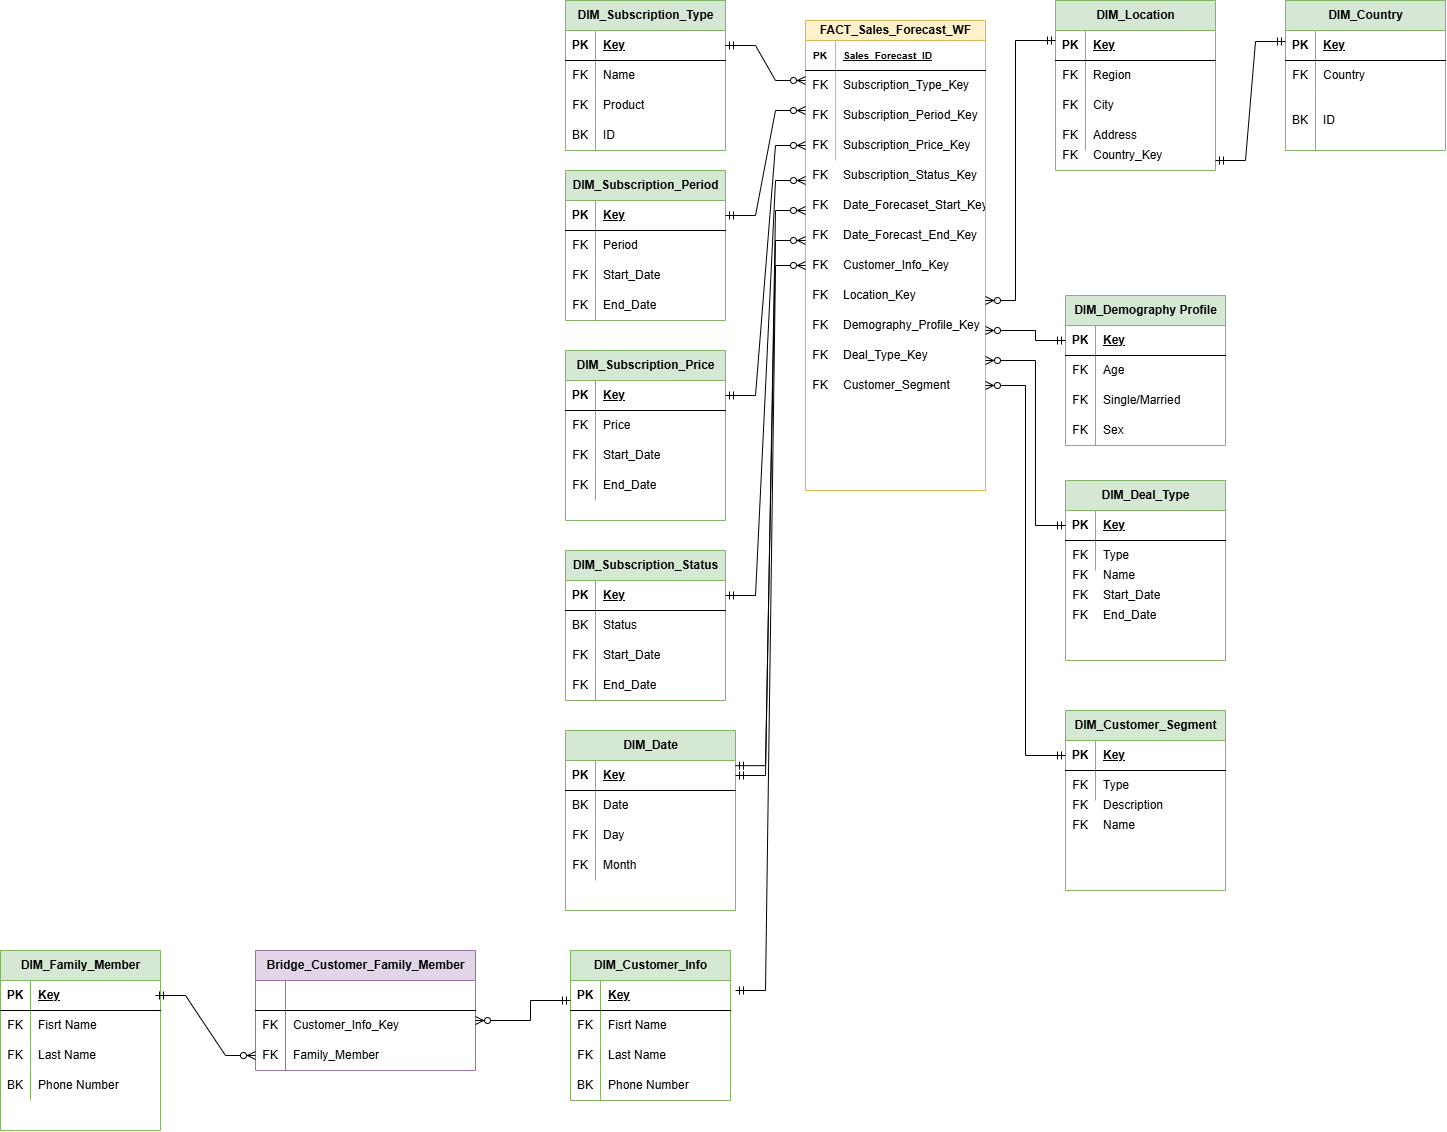 DIM_Subscription_Type
PK Key
FK Name
FK Product
BK ID
DIM_Subscription_Period
PK Key
FK Period
FK Start_Date
FK End_Date
DIM_Subscription_Price
PK Key
FK Price
FK Start_Date
FK End_Date
DIM_Subscription_Status
PK Key
BK Status
FK Start_Date
FK End_Date
DIM_Date
PK Key
BK Date
FK Day
FK Month
FACT_Sales_Forecast_WF
PK Sales_Forecast_ID
FK Subscription_Type_Key
FK Subscription_Period_Key
FK Subscription_Price_Key
FK Subscription_Status_Key
FK Date_Forecaset_Start_Key
FK Date_Forecast_End_Key
FK Customer_Info_Key
FK Location_Key
FK Demography_Profile_Key
FK Deal_Type_Key
FK Customer_Segment
DIM_Location
PK Key
FK Region
FK City
FK Address
FK Country_Key
DIM_Country
PK Key
FK Country
BK ID
DIM_Demography Profile
PK Key
FK Age
FK Single/Married
FK Sex
DIM_Deal_Type
PK Key
FK Type
FK Name
FK Start_Date
FK End_Date
DIM_Customer_Segment
PK Key
FK Type
FK Description
FK Name
DIM_Family_Member
PK Key
FK Fisrt Name
FK Last Name
BK Phone Number
Bridge_Customer_Family_Member
FK Customer_Info_Key
FK Family_Member
DIM_Customer_Info
PK Key
FK Fisrt Name
FK Last Name
BK Phone Number